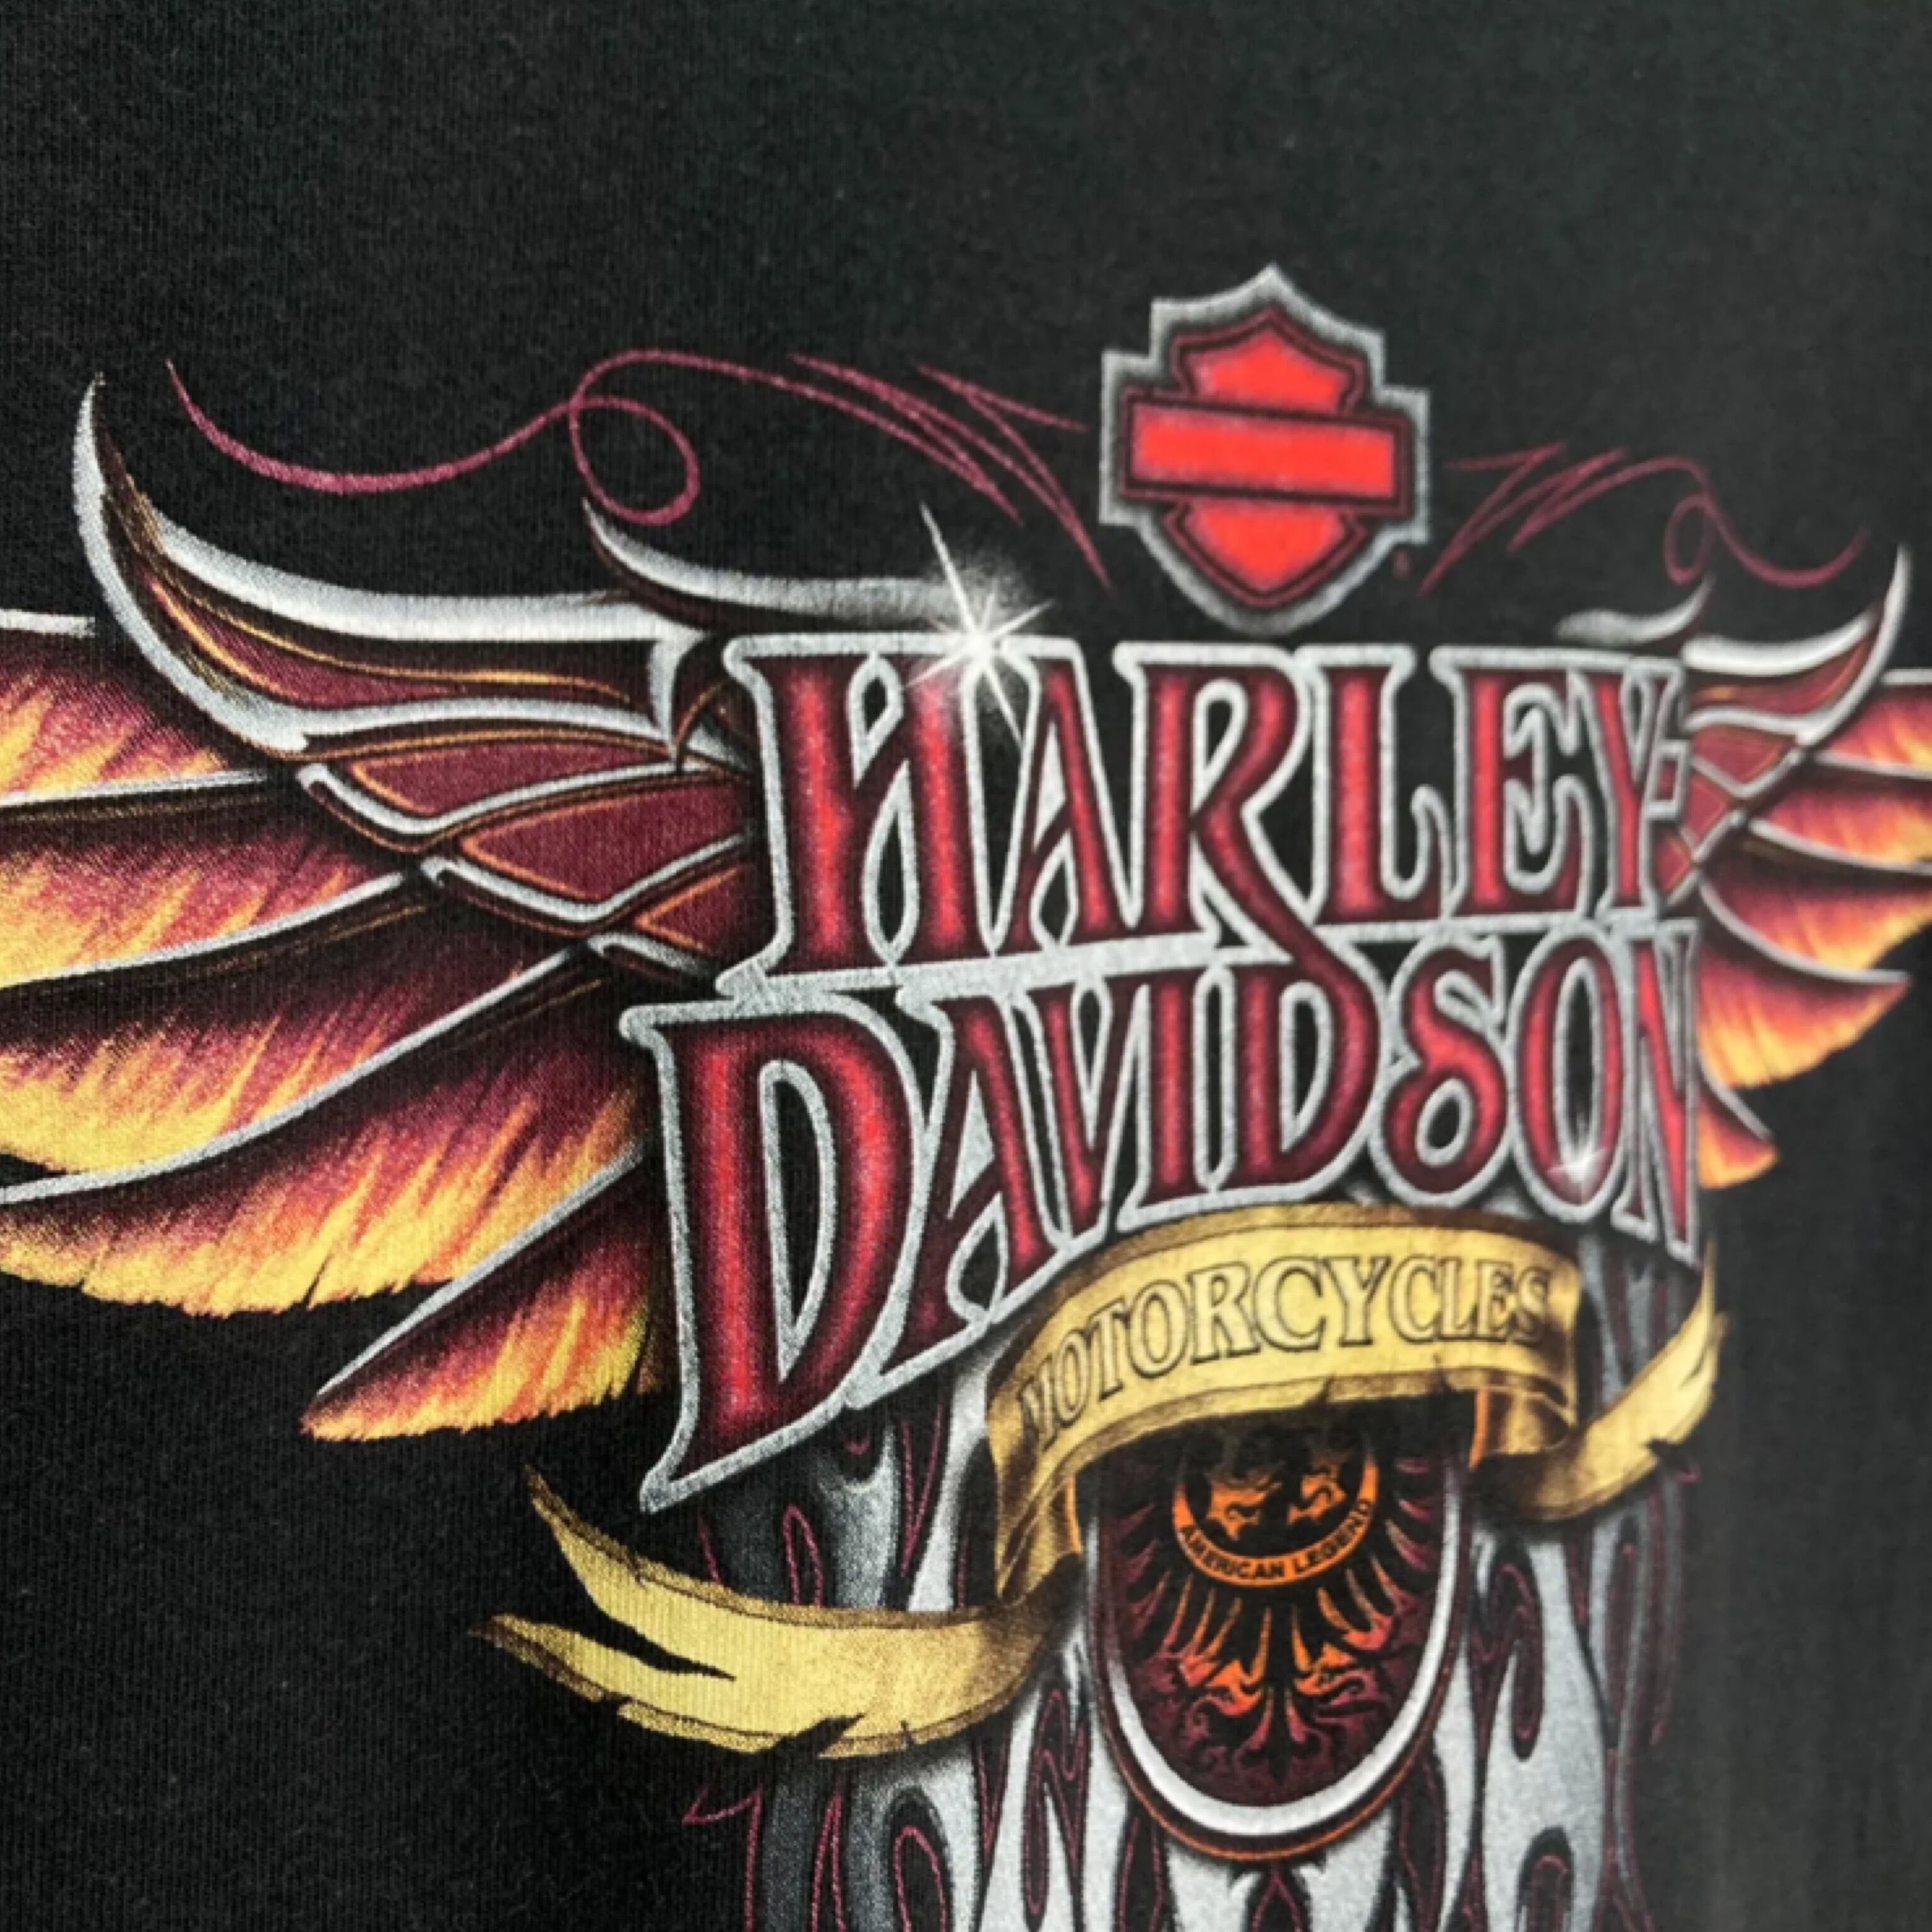 HARLEY-
DAVIDSON
MOTORCYCLES
AMERICAN LEGEND